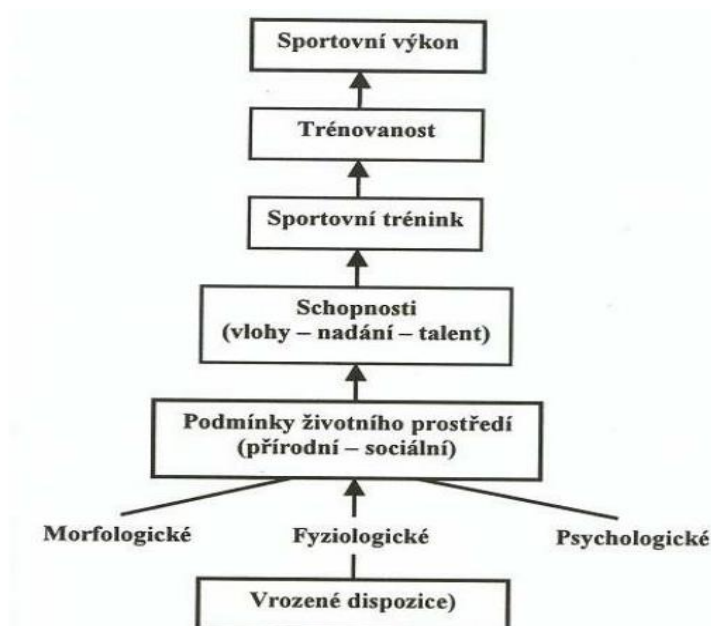 Sportovní výkon
Trénovanost
Sportovní trénink
Schopnosti
(vlohy – nadání – talent)
Podmínky životního prostředí
(přírodní – sociální)
Morfologické
Fyziologické
Psychologické
Vrozené dispozice)